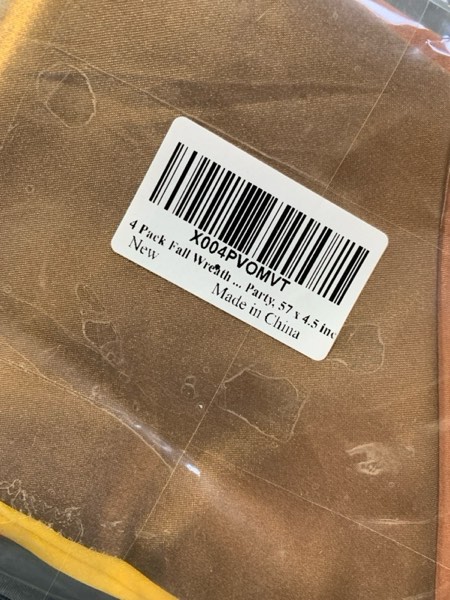 X004PVOMVT
4 Pack Fall Wreath ... Party, 57 x 4.5 inc
New
Made in China